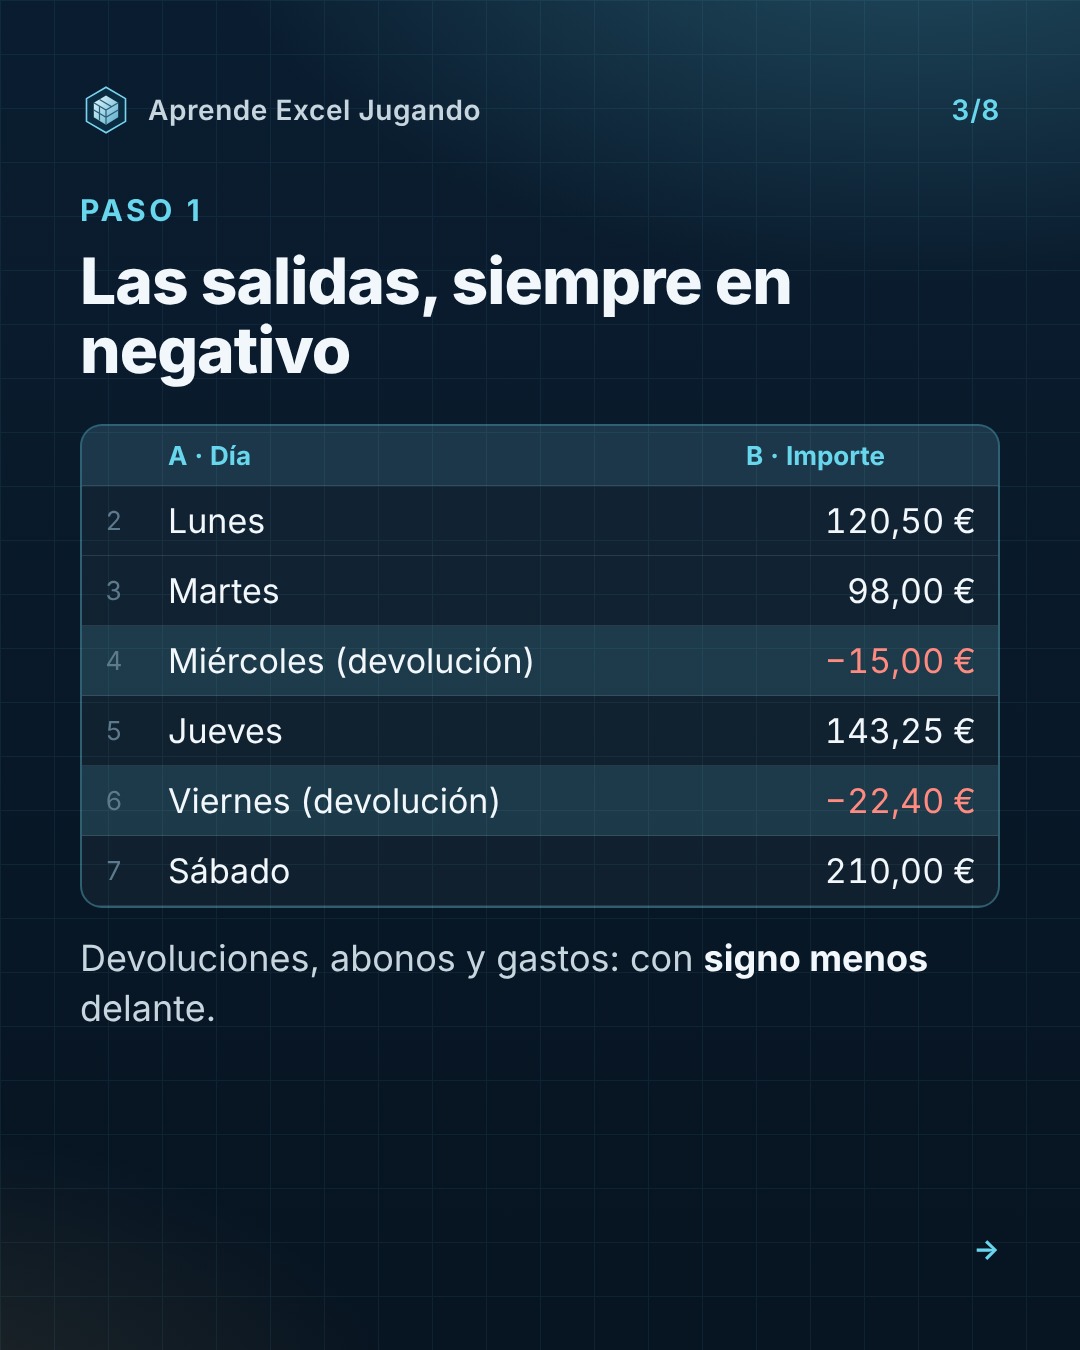 Aprende Excel Jugando 3/8
PASO 1
Las salidas, siempre en
negativo
A · Día B · Importe
2 Lunes 120,50 €
3 Martes 98,00 €
4 Miércoles (devolución) −15,00 €
5 Jueves 143,25 €
6 Viernes (devolución) −22,40 €
7 Sábado 210,00 €
Devoluciones, abonos y gastos: con signo menos
delante.
→